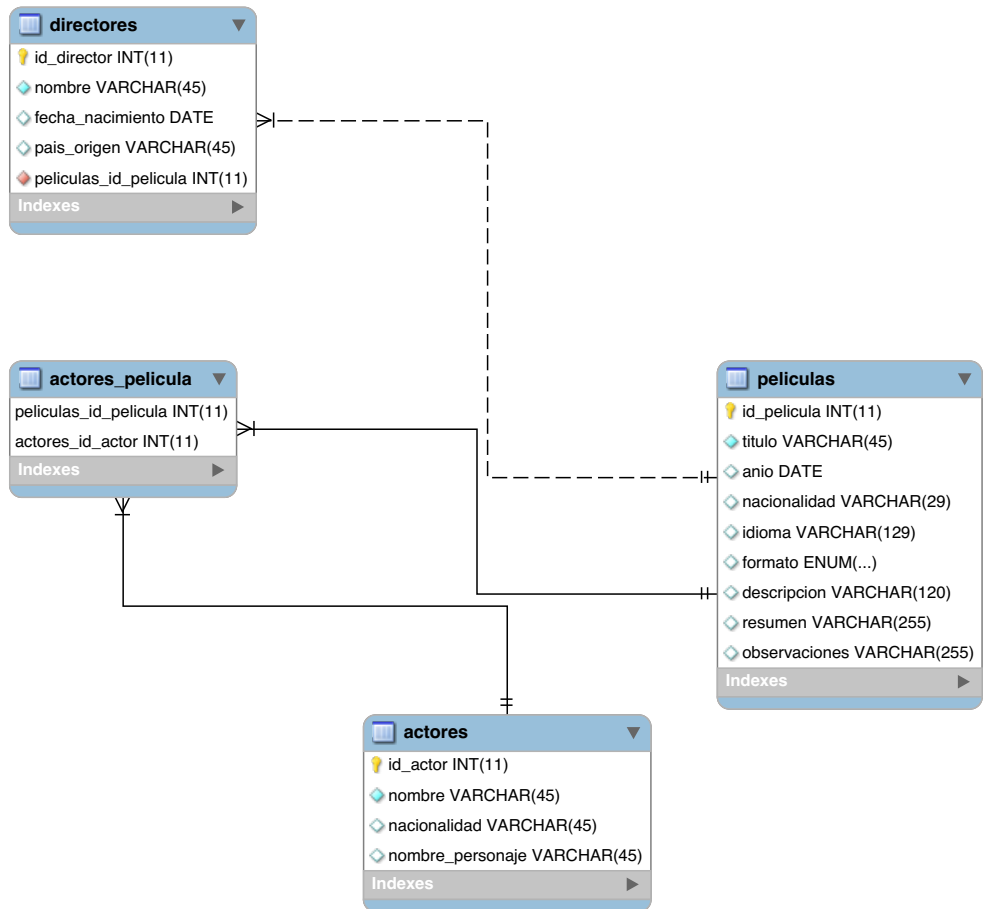 directores
id_director INT(11)
nombre VARCHAR(45)
fecha_nacimiento DATE
pais_origen VARCHAR(45)
peliculas_id_pelicula INT(11)
Indexes
actores_pelicula
peliculas_id_pelicula INT(11)
actores_id_actor INT(11)
Indexes
peliculas
id_pelicula INT(11)
titulo VARCHAR(45)
anio DATE
nacionalidad VARCHAR(29)
idioma VARCHAR(129)
formato ENUM(...)
descripcion VARCHAR(120)
resumen VARCHAR(255)
observaciones VARCHAR(255)
Indexes
actores
id_actor INT(11)
nombre VARCHAR(45)
nacionalidad VARCHAR(45)
nombre_personaje VARCHAR(45)
Indexes